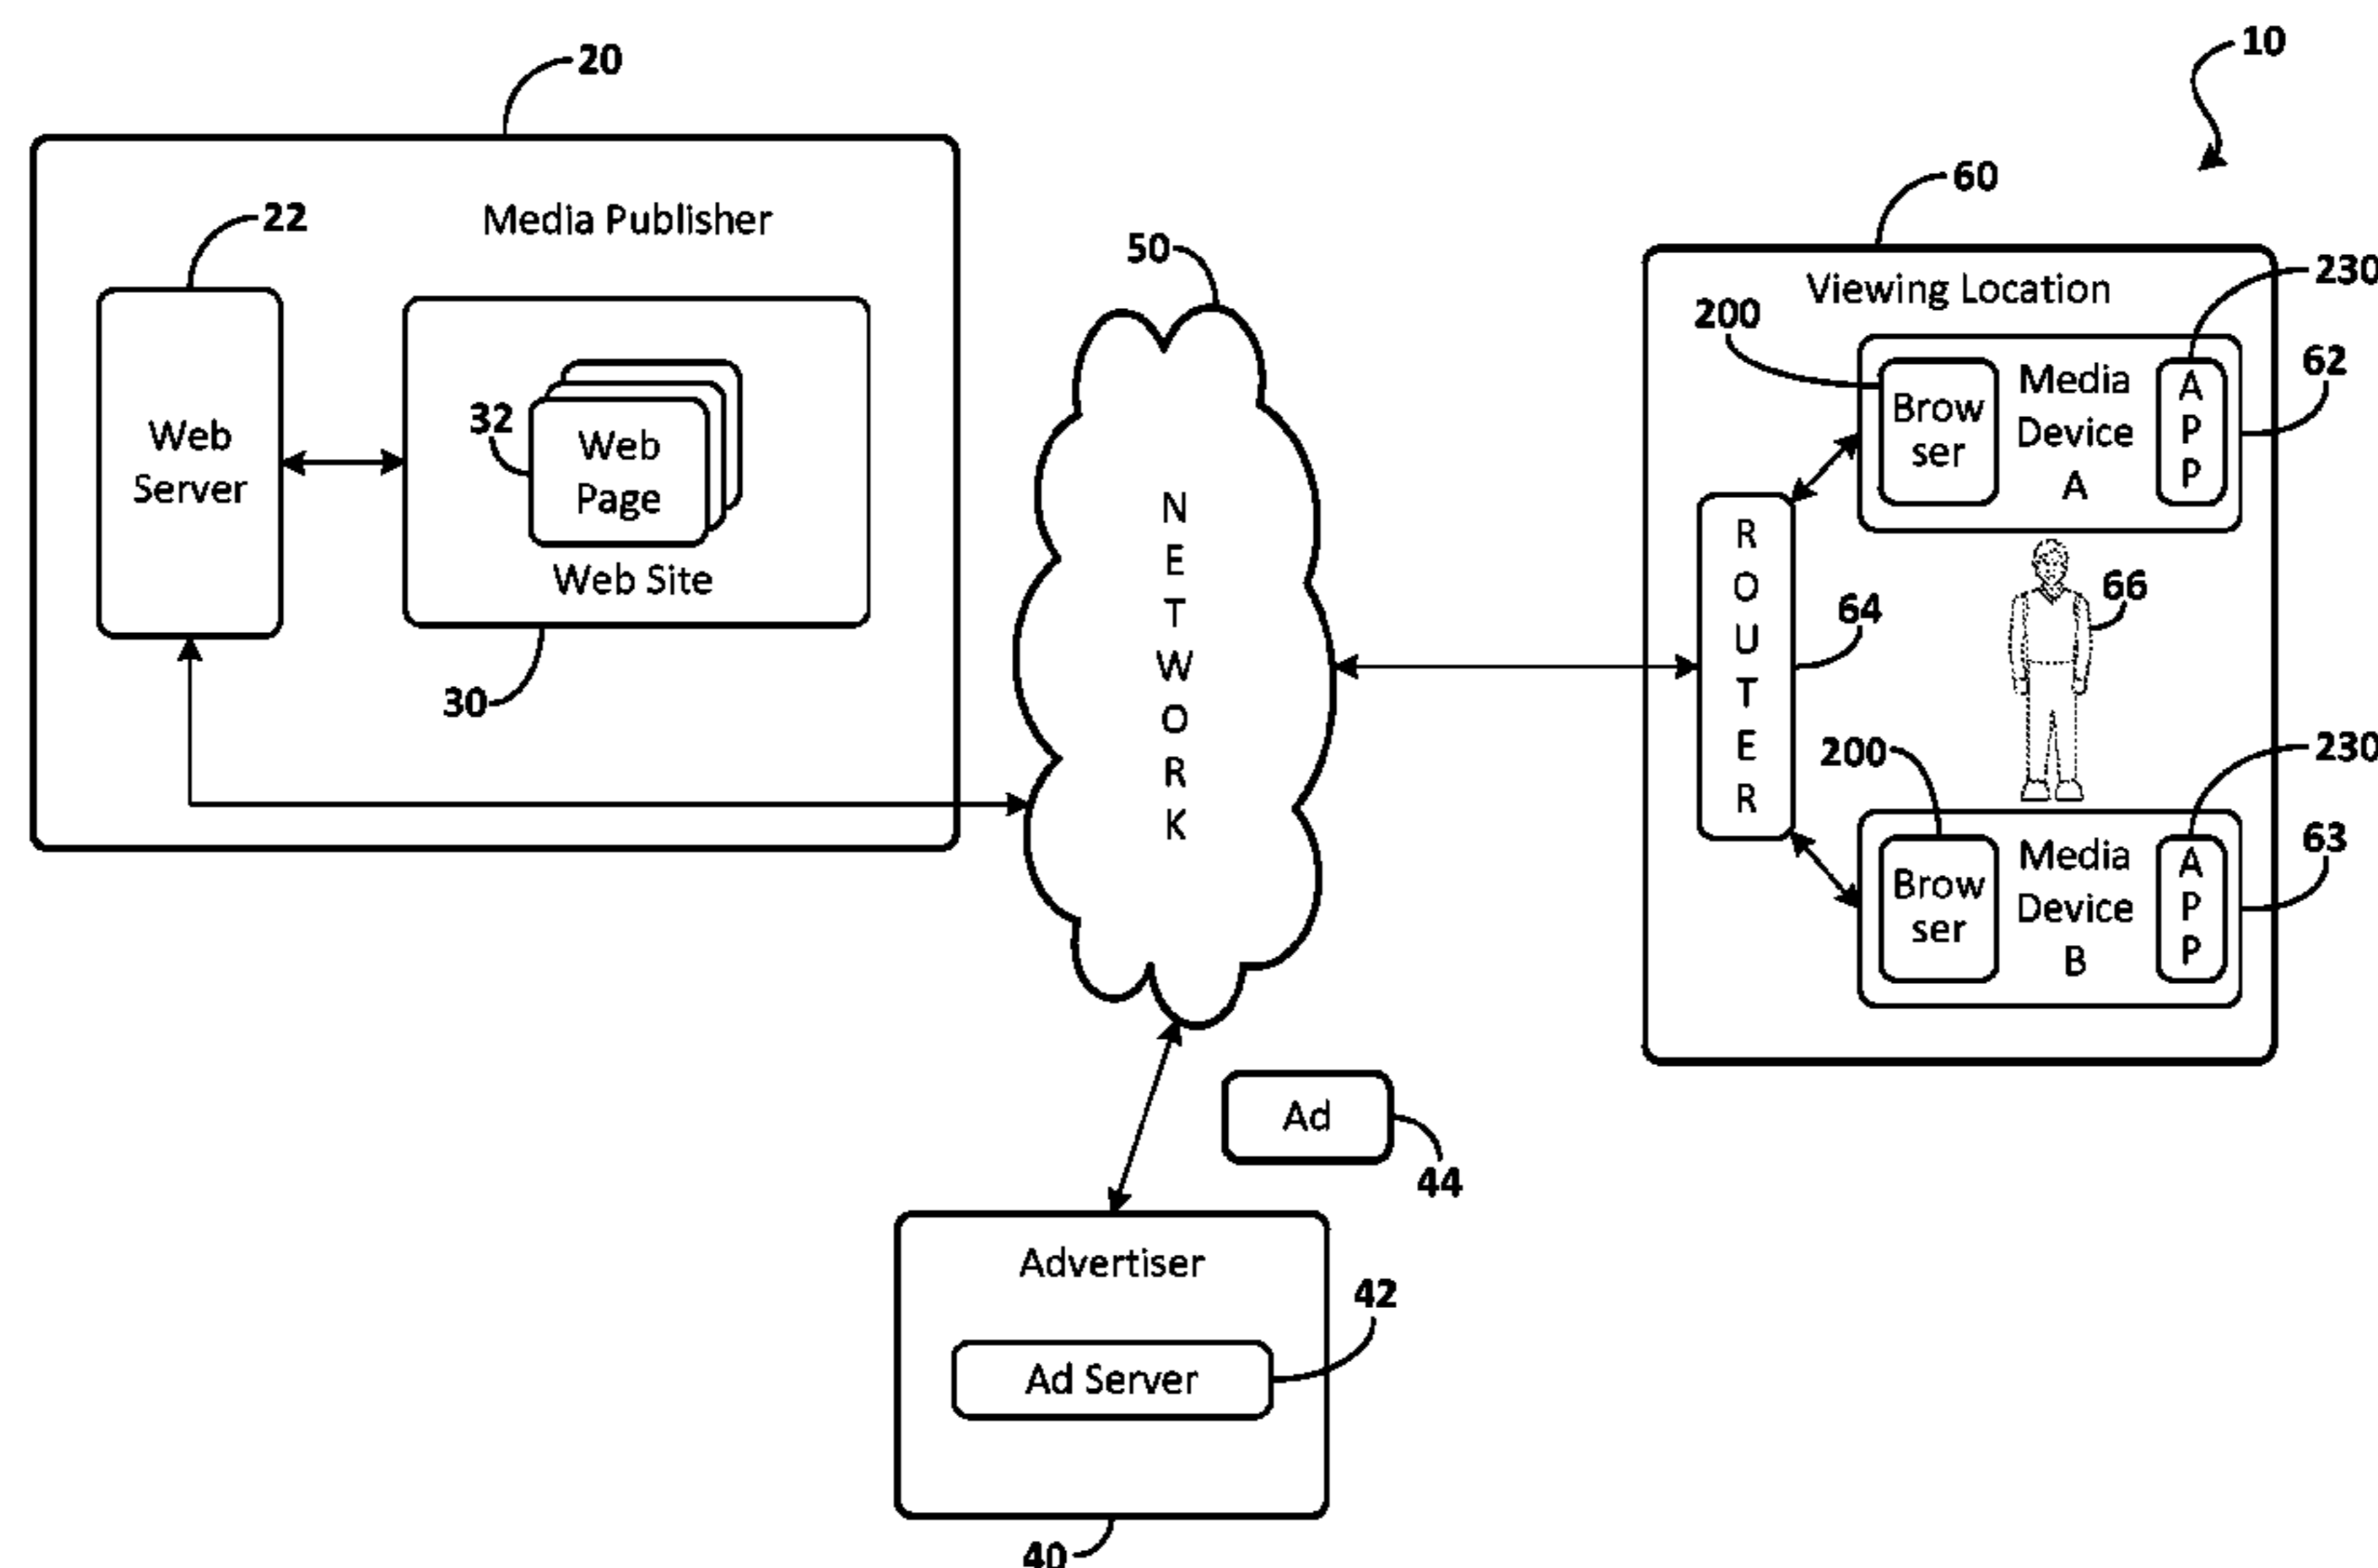 10
20
Media Publisher
22
Web
Server
32
Web
Page
Web Site
30
50
N
E
T
W
O
R
K
60
Viewing Location
230
200
Brow
ser
Media
Device
A
A
P
P
62
R
O
U
T
E
R
64
66
200
230
Brow
ser
Media
Device
B
A
P
P
63
Ad
44
Advertiser
42
Ad Server
40